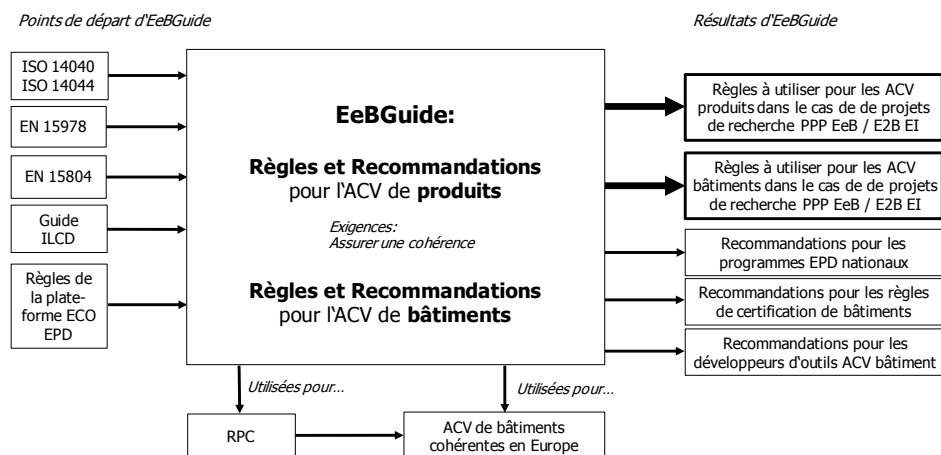 Points de départ d'EeBGuide
ISO 14040
ISO 14044
EN 15978
EN 15804
Guide
ILCD
Règles de
la plate-
forme ECO
EPD
EeBGuide:
Règles et Recommandations
pour l'ACV de produits
Exigences:
Assurer une cohérence
Règles et Recommandations
pour l'ACV de bâtiments
Utilisées pour...
Utilisées pour...
RPC
ACV de bâtiments
cohérentes en Europe
Résultats d'EeBGuide
Règles à utiliser pour les ACV
produits dans le cas de de projets
de recherche PPP EeB / E2B EI
Règles à utiliser pour les ACV
bâtiments dans le cas de de projets
de recherche PPP EeB / E2B EI
Recommandations pour les
programmes EPD nationaux
Recommandations pour les règles
de certification de bâtiments
Recommandations pour les
développeurs d'outils ACV bâtiment